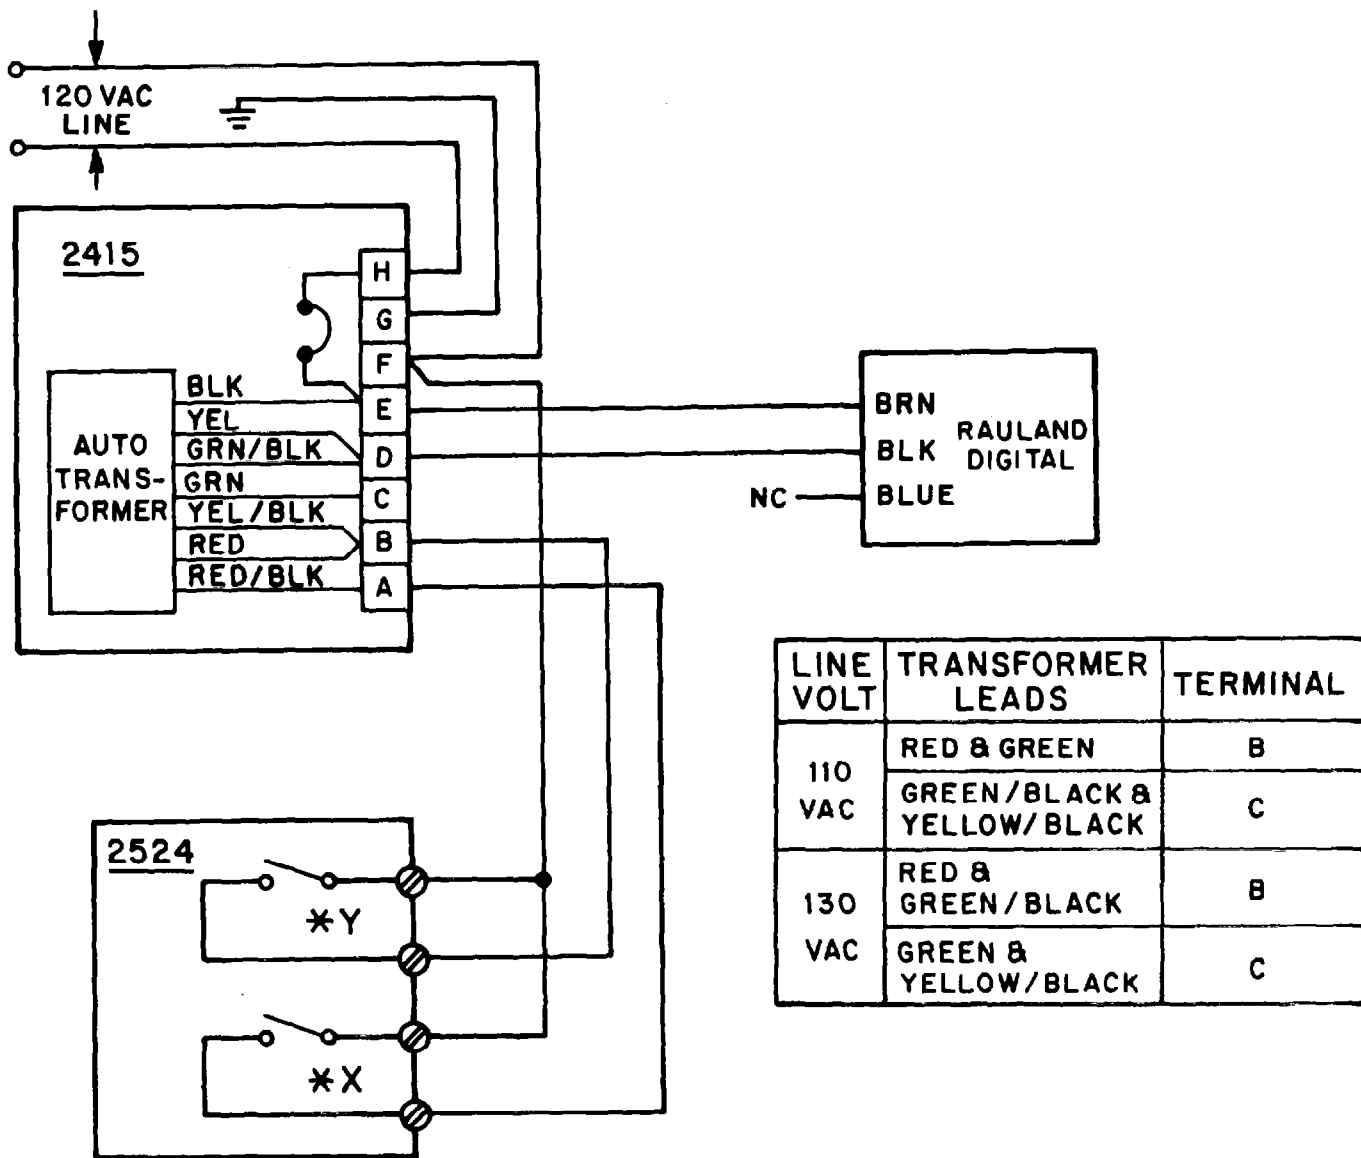 120 VAC
LINE
2415
H
G
F
E
D
C
B
A
BLK
YEL
GRN/BLK
GRN
YEL/BLK
RED
RED/BLK
AUTO
TRANS-
FORMER
BRN
BLK
BLUE
RAULAND
DIGITAL
NC
2524
*Y
*X
LINE VOLT
TRANSFORMER LEADS
TERMINAL
110 VAC
RED & GREEN
B
GREEN/BLACK &
YELLOW/BLACK
C
130 VAC
RED &
GREEN/BLACK
B
GREEN &
YELLOW/BLACK
C